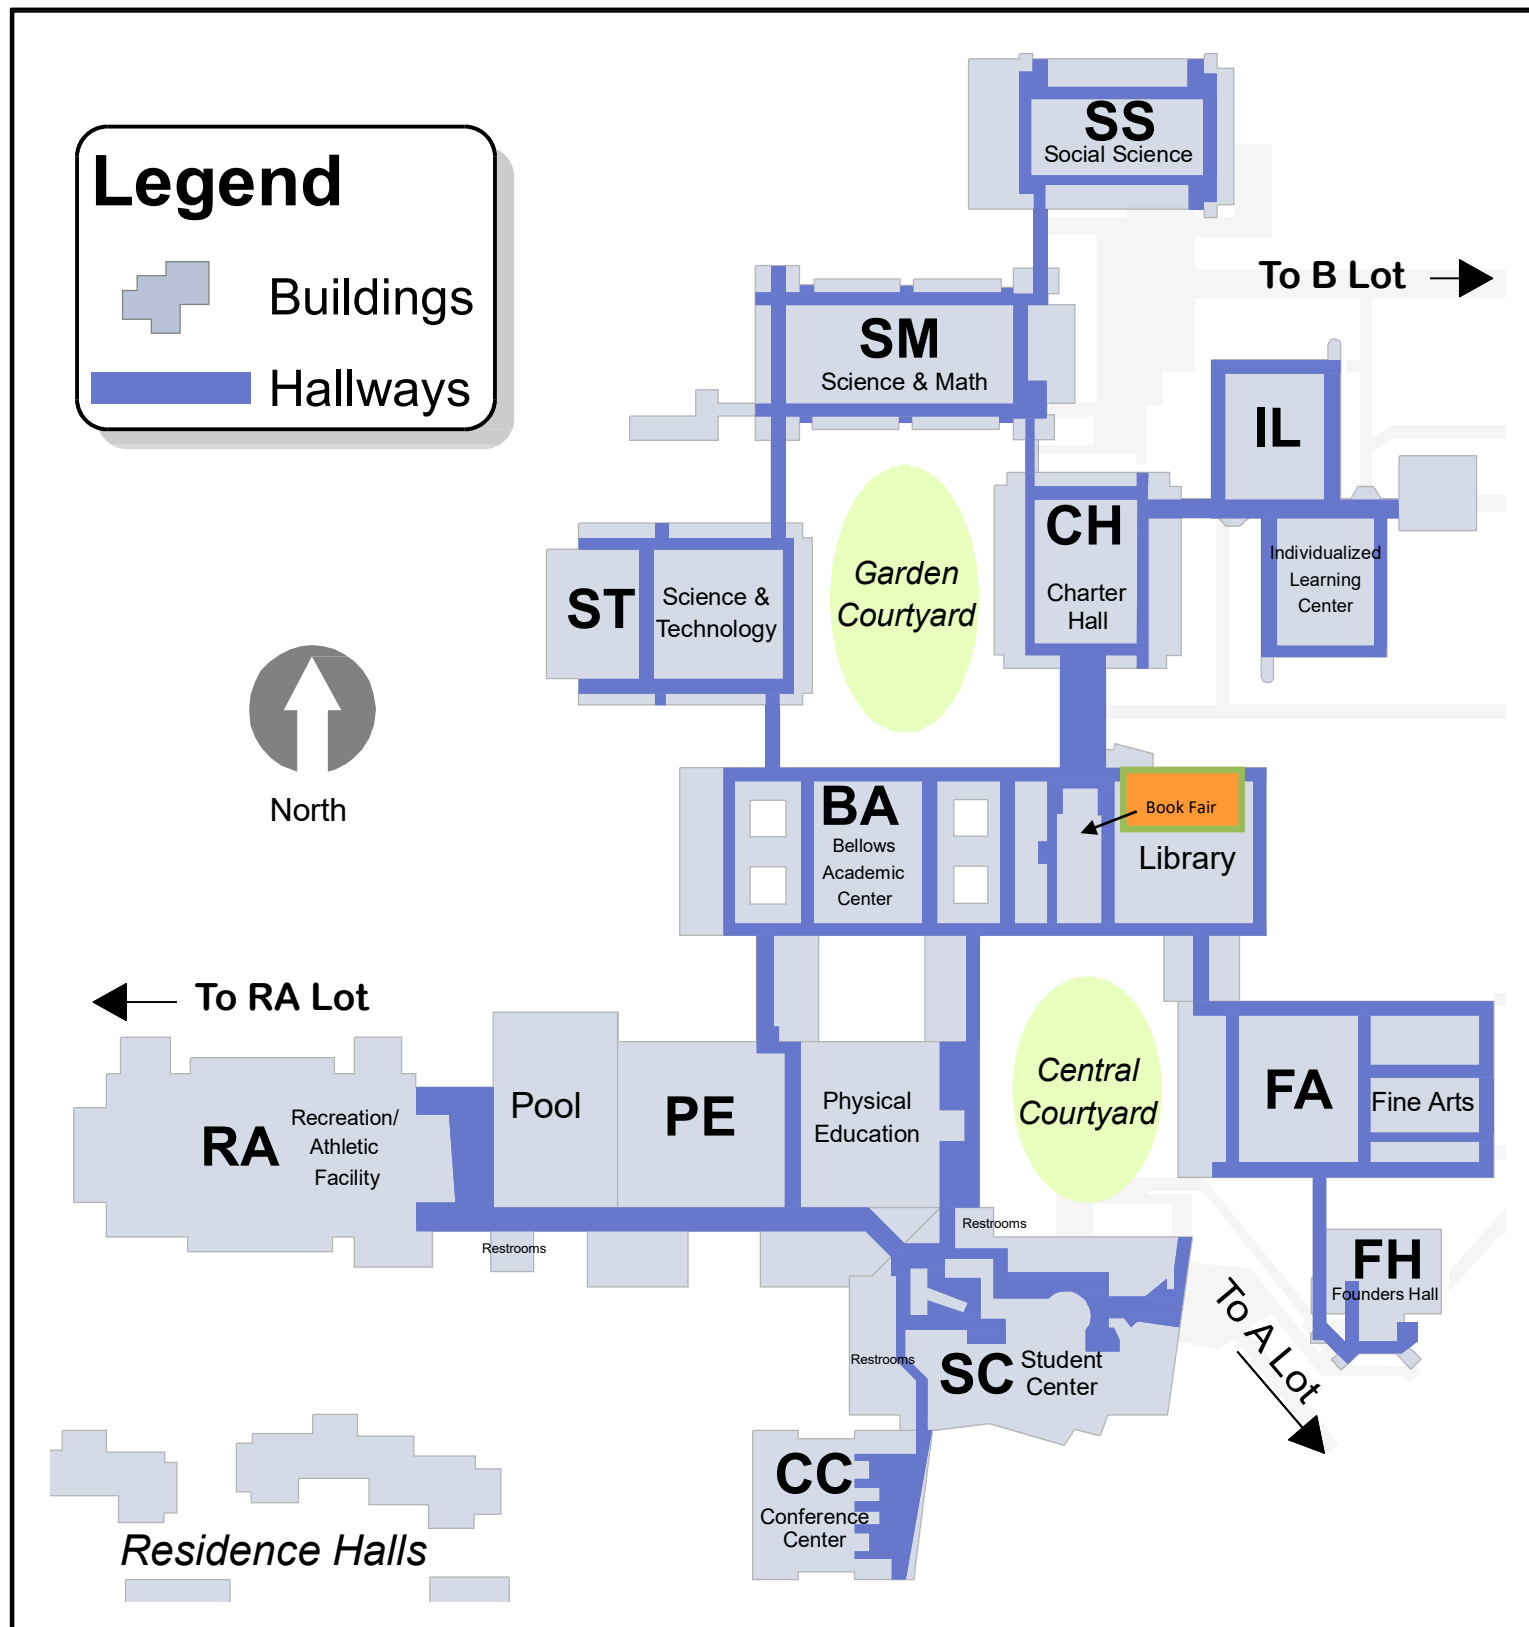 SS
Social Science
Legend
Buildings
Hallways
To B Lot
SM
Science & Math
IL
Individualized
Learning
Center
CH
Charter
Hall
Garden
Courtyard
ST
Science &
Technology
North
BA
Bellows
Academic
Center
Book Fair
Library
To RA Lot
Central
Courtyard
RA
Recreation/
Athletic
Facility
Pool
PE
Physical
Education
FA
Fine Arts
Restrooms
Restrooms
FH
Founders Hall
To A Lot
Restrooms
SC
Student
Center
CC
Conference
Center
Residence Halls